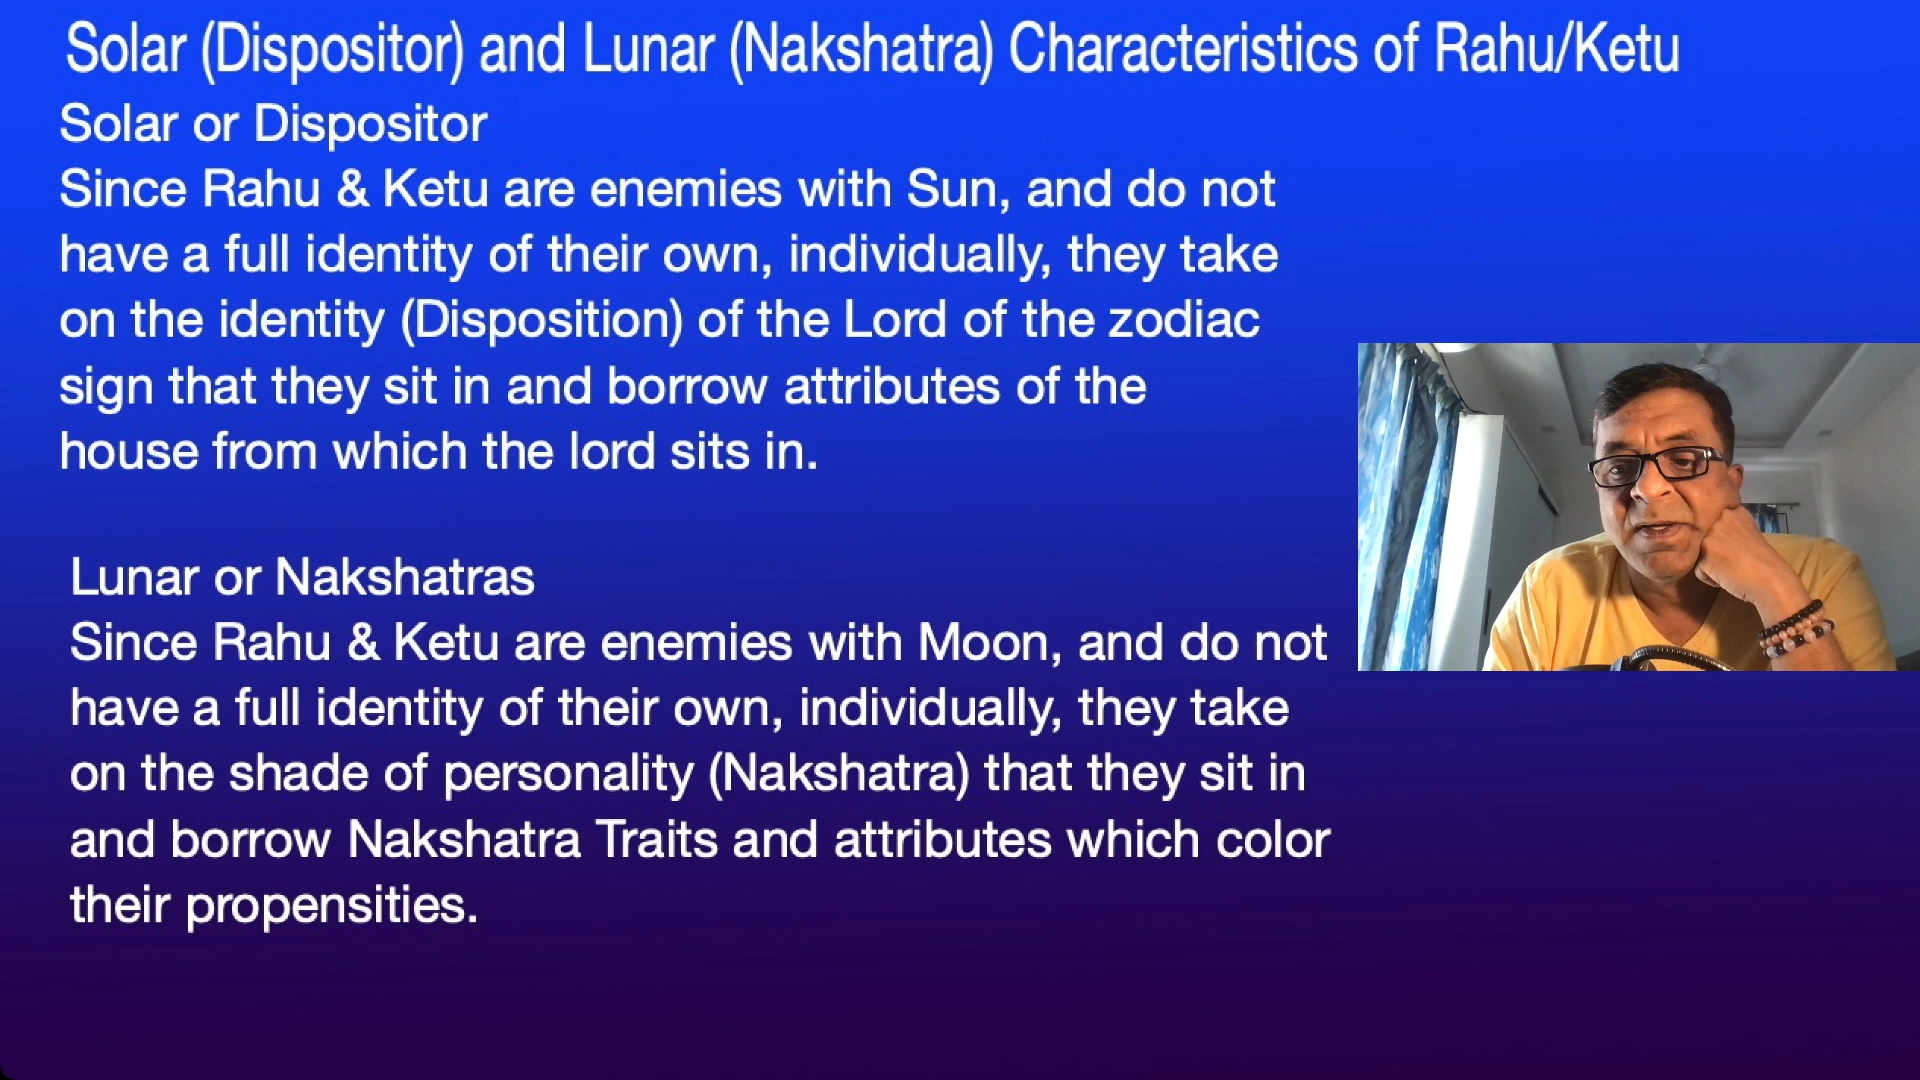 Solar (Dispositor) and Lunar (Nakshatra) Characteristics of Rahu/Ketu
Solar or Dispositor
Since Rahu & Ketu are enemies with Sun, and do not
have a full identity of their own, individually, they take
on the identity (Disposition) of the Lord of the zodiac
sign that they sit in and borrow attributes of the
house from which the lord sits in.
Lunar or Nakshatras
Since Rahu & Ketu are enemies with Moon, and do not
have a full identity of their own, individually, they take
on the shade of personality (Nakshatra) that they sit in
and borrow Nakshatra Traits and attributes which color
their propensities.